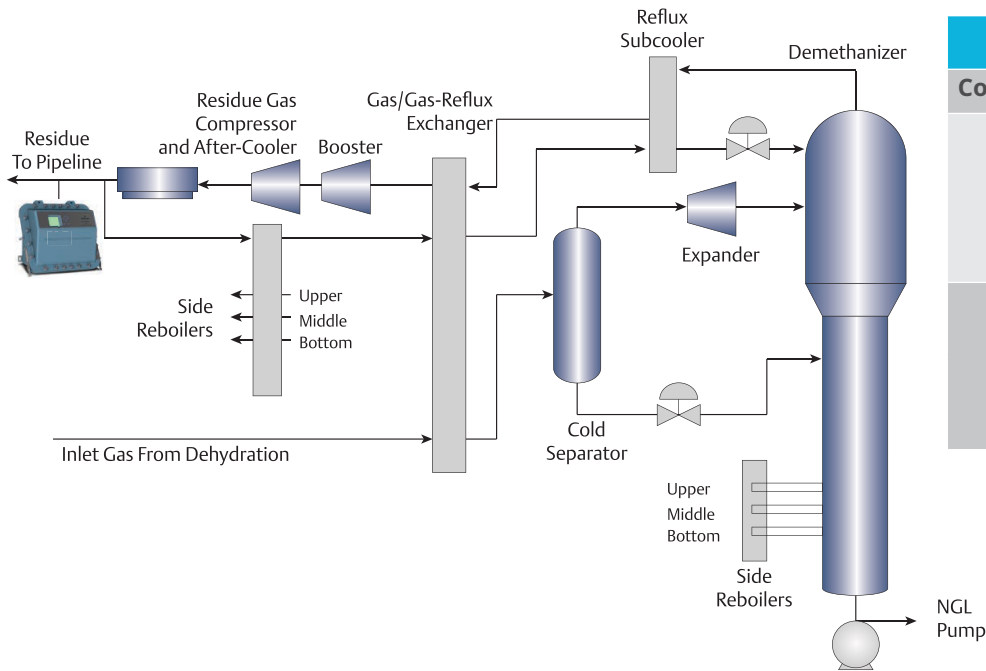 Reflux
Subcooler
Demethanizer
Co
Residue Gas
Compressor
and After-Cooler
Gas/Gas-Reflux
Exchanger
Booster
Residue
To Pipeline
Expander
Side
Reboilers
Upper
Middle
Bottom
Cold
Separator
Inlet Gas From Dehydration
Upper
Middle
Bottom
Side
Reboilers
NGL
Pump